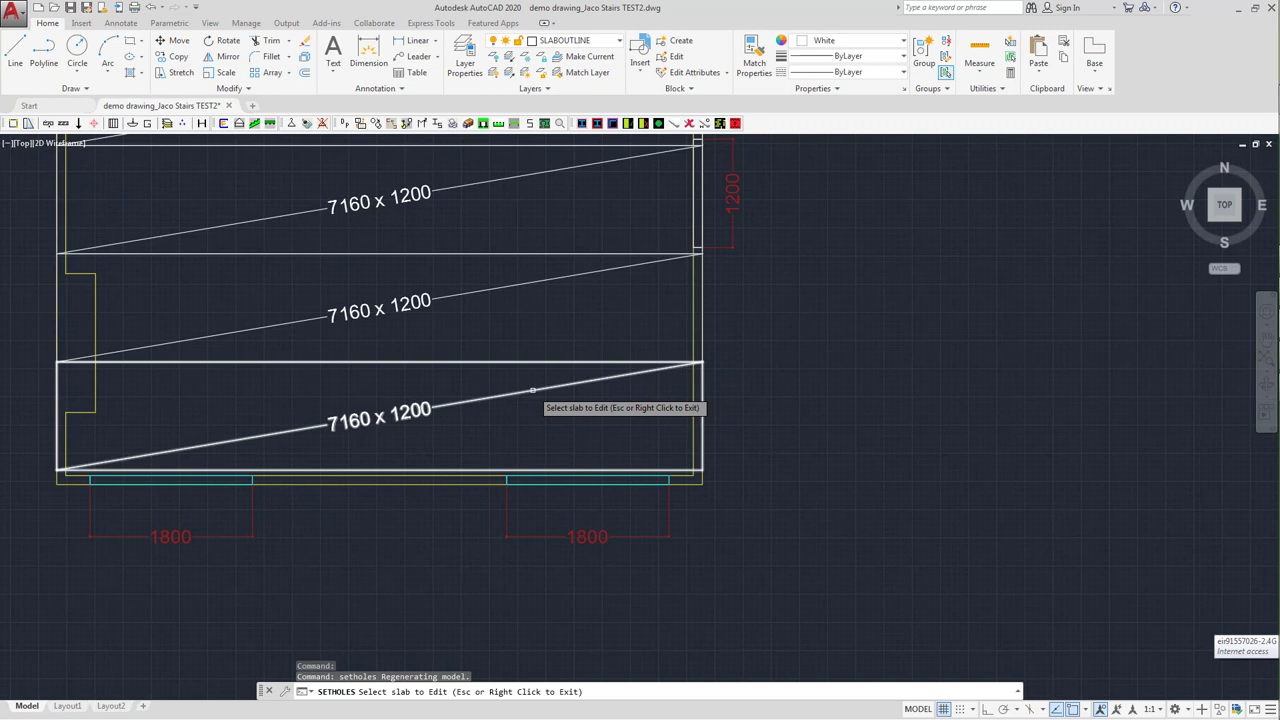 Autodesk AutoCAD 2020 demo drawing_Jaco Stairs TEST2.dwg
Enter a keyword or phrase
Sign In
Home Insert Annotate Parametric View Manage Output Add-ins Collaborate Express Tools Featured Apps
Line Polyline Circle Arc
Move Rotate Trim
Copy Mirror Fillet
Stretch Scale Array
Text Dimension
Linear
Leader
Table
Layer Properties
SLABOUTLINE
Make Current
Match Layer
Insert
Create
Edit
Edit Attributes
Match Properties
White
ByLayer
ByLayer
Group
Measure
Paste
Base
Draw Modify Annotation Layers Block Properties Groups Utilities Clipboard View
Start demo drawing_Jaco Stairs TEST2*
[−][Top][2D Wireframe]
N
W TOP E
S
WCS
1200
7160 x 1200
7160 x 1200
7160 x 1200
Select slab to Edit (Esc or Right Click to Exit)
1800 1800
eir91557026-2.4G
Internet access
Command:
Command: setholes Regenerating model.
SETHOLES Select slab to Edit (Esc or Right Click to Exit)
Model Layout1 Layout2
MODEL 1:1